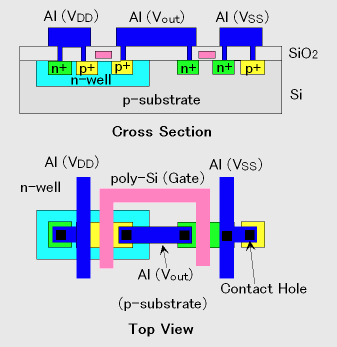 Al (VDD) Al (Vout) Al (VSS)
SiO2
n+ p+ p+ n+ n+ p+
n-well
p-substrate
Si
Cross Section
Al (VDD) Al (VSS)
poly-Si (Gate)
n-well
Al (Vout)
Contact Hole
(p-substrate)
Top View